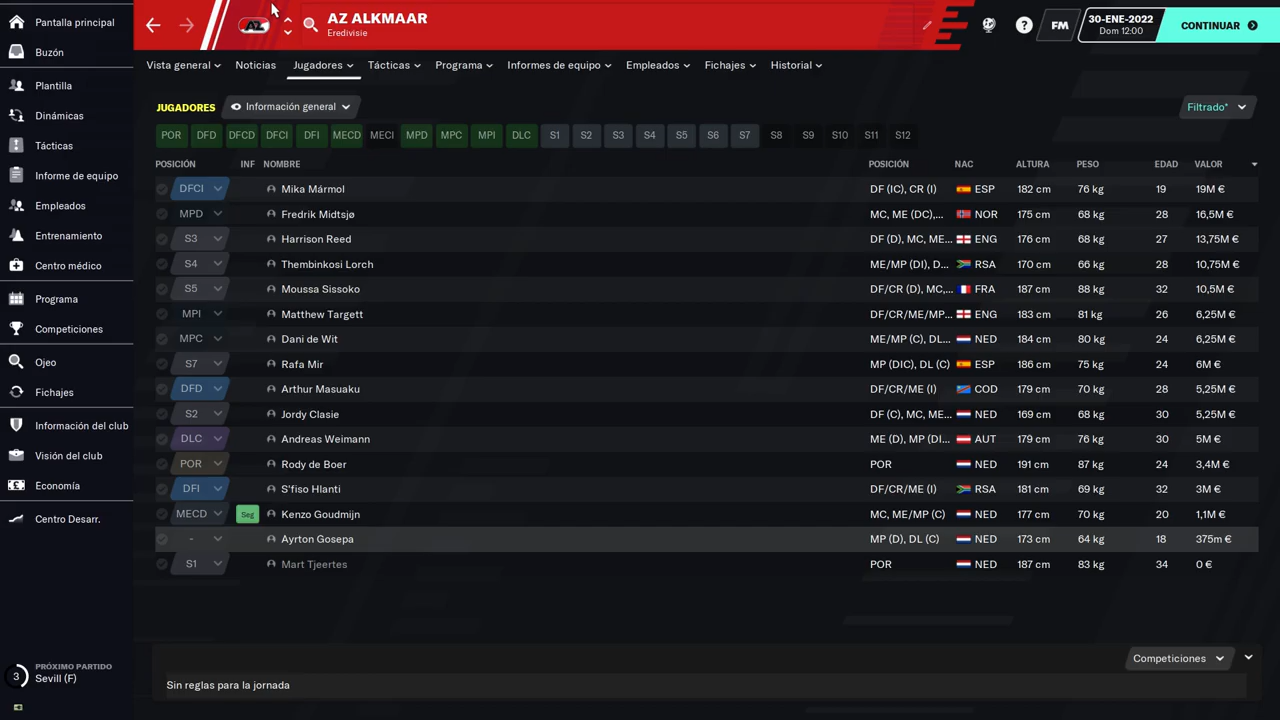 AZ ALKMAAR
Eredivisie
FM
30-ENE-2022
Dom 12:00
CONTINUAR
Pantalla principal
Buzón
Plantilla
Dinámicas
Tácticas
Informe de equipo
Empleados
Entrenamiento
Centro médico
Programa
Competiciones
Ojeo
Fichajes
Información del club
Visión del club
Economía
Centro Desarr.
3
PRÓXIMO PARTIDO
Sevill (F)
Vista general Noticias Jugadores Tácticas Programa Informes de equipo Empleados Fichajes Historial
JUGADORES Información general Filtrado*
POR DFD DFCD DFCI DFI MECD MECI MPD MPC MPI DLC S1 S2 S3 S4 S5 S6 S7 S8 S9 S10 S11 S12
POSICIÓN INF NOMBRE POSICIÓN NAC ALTURA PESO EDAD VALOR
DFCI Mika Mármol DF (IC), CR (I) ESP 182 cm 76 kg 19 19M €
MPD Fredrik Midtsjø MC, ME (DC),... NOR 175 cm 68 kg 28 16,5M €
S3 Harrison Reed DF (D), MC, ME... ENG 176 cm 68 kg 27 13,75M €
S4 Thembinkosi Lorch ME/MP (DI), D... RSA 170 cm 66 kg 28 10,75M €
S5 Moussa Sissoko DF/CR (D), MC,... FRA 187 cm 88 kg 32 10,5M €
MPI Matthew Targett DF/CR/ME/MP... ENG 183 cm 81 kg 26 6,25M €
MPC Dani de Wit ME/MP (C), DL... NED 184 cm 80 kg 24 6,25M €
S7 Rafa Mir MP (DIC), DL (C) ESP 186 cm 75 kg 24 6M €
DFD Arthur Masuaku DF/CR/ME (I) COD 179 cm 70 kg 28 5,25M €
S2 Jordy Clasie DF (C), MC, ME... NED 169 cm 68 kg 30 5,25M €
DLC Andreas Weimann ME (D), MP (DI... AUT 179 cm 76 kg 30 5M €
POR Rody de Boer POR NED 191 cm 87 kg 24 3,4M €
DFI S'fiso Hlanti DF/CR/ME (I) RSA 181 cm 69 kg 32 3M €
MECD Seg Kenzo Goudmijn MC, ME/MP (C) NED 177 cm 70 kg 20 1,1M €
- Ayrton Gosepa MP (D), DL (C) NED 173 cm 64 kg 18 375m €
S1 Mart Tjeertes POR NED 187 cm 83 kg 34 0 €
Competiciones
Sin reglas para la jornada